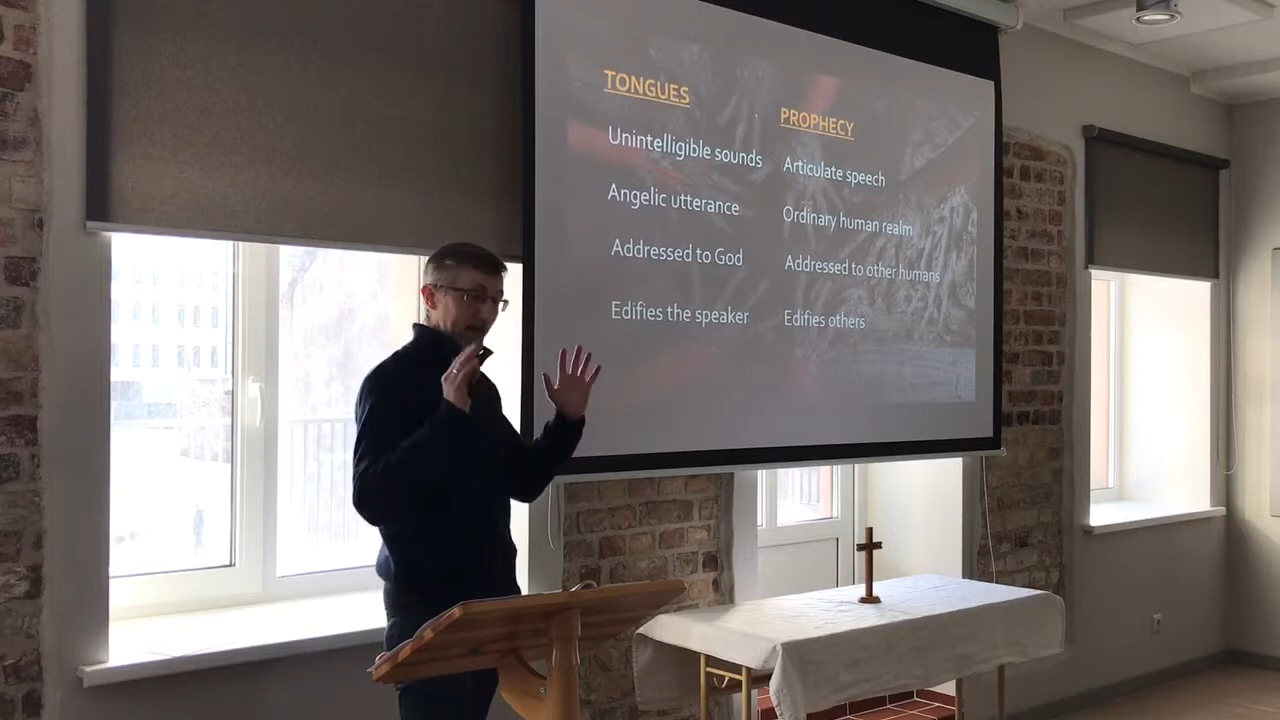 TONGUES
Unintelligible sounds
Angelic utterance
Addressed to God
Edifies the speaker
PROPHECY
Articulate speech
Ordinary human realm
Addressed to other humans
Edifies others